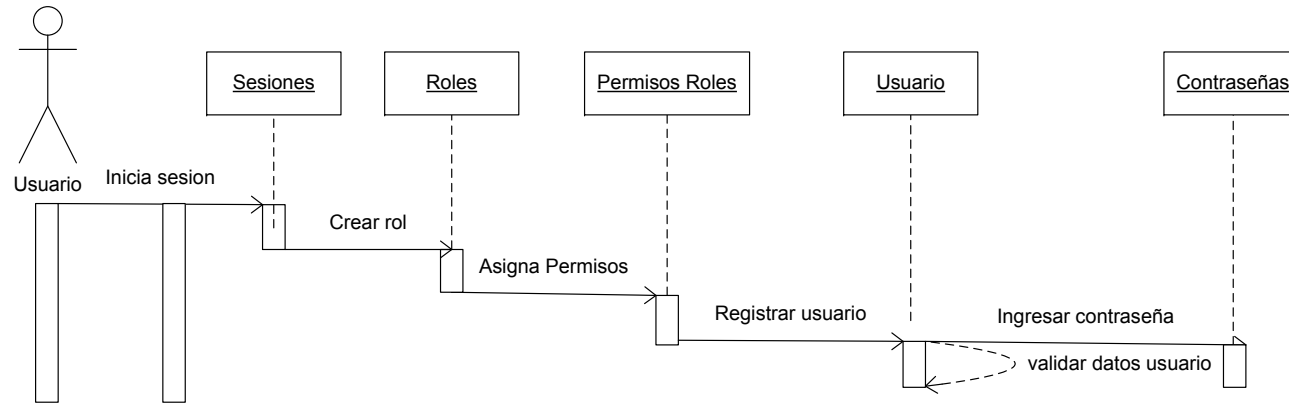 Sesiones
Roles
Permisos Roles
Usuario
Contraseñas
Usuario
Inicia sesion
Crear rol
Asigna Permisos
Registrar usuario
Ingresar contraseña
validar datos usuario